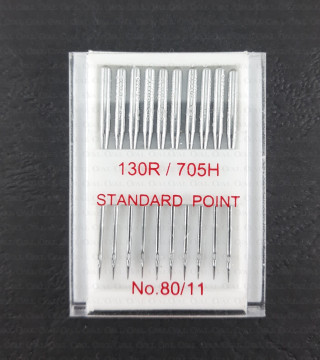 130R / 705H
STANDARD POINT
No.80/11